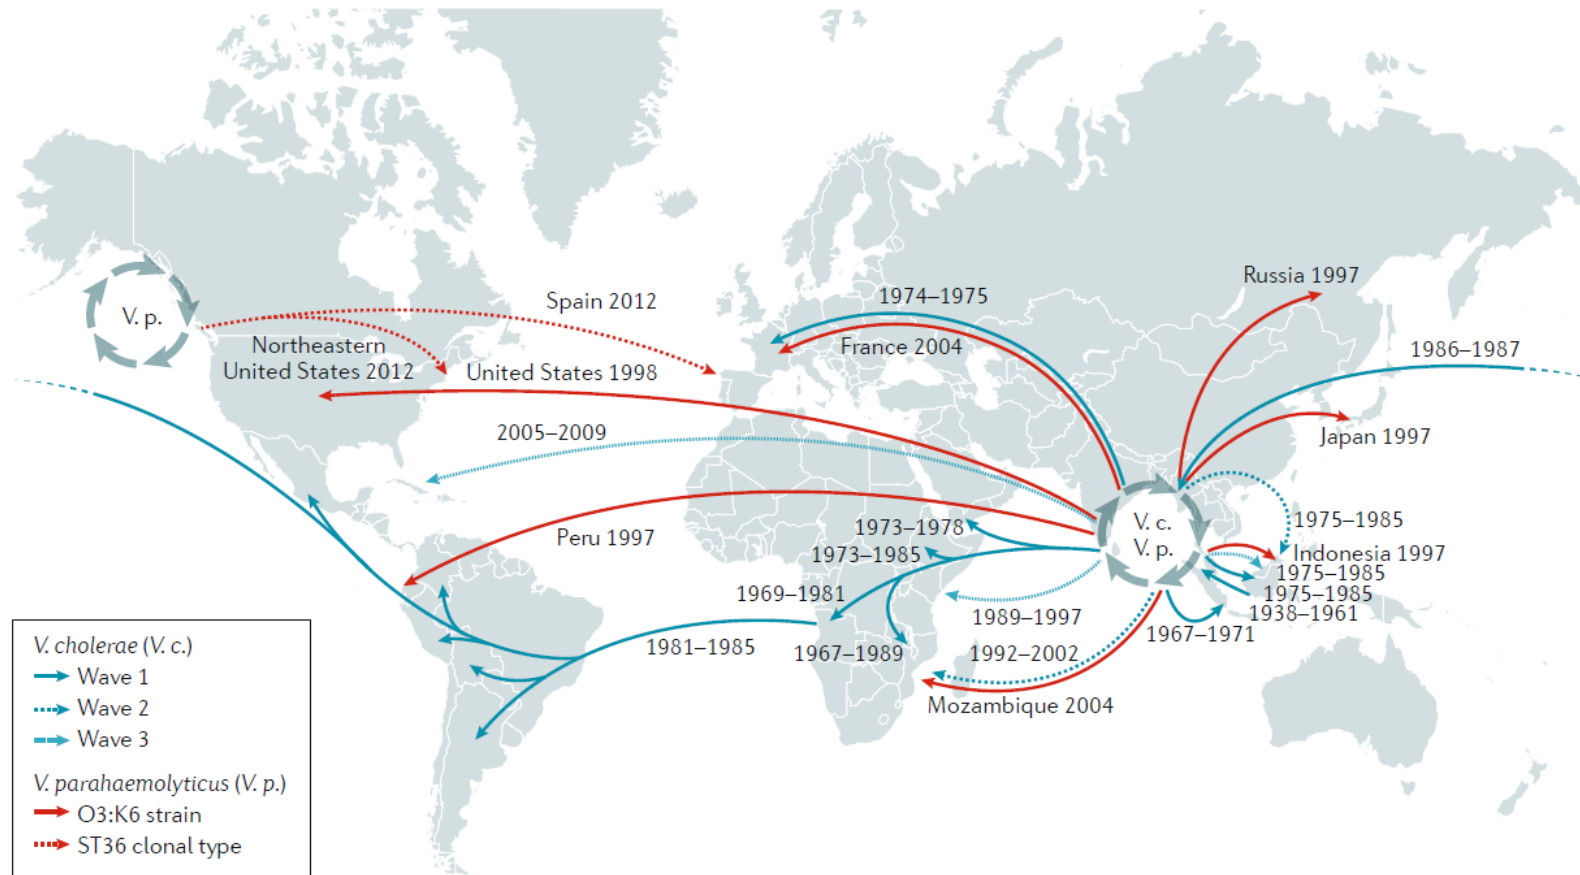 Russia 1997
1974–1975
Spain 2012
V. p.
Northeastern
United States 2012
France 2004
1986–1987
United States 1998
2005–2009
Japan 1997
V. c.
V. p.
1975–1985
Peru 1997
1973–1978
1973–1985
Indonesia 1997
1975–1985
1975–1985
1938–1961
1969–1981
1989–1997
1967–1971
1981–1985
1967–1989
1992–2002
Mozambique 2004
V. cholerae (V. c.)
Wave 1
Wave 2
Wave 3
V. parahaemolyticus (V. p.)
O3:K6 strain
ST36 clonal type